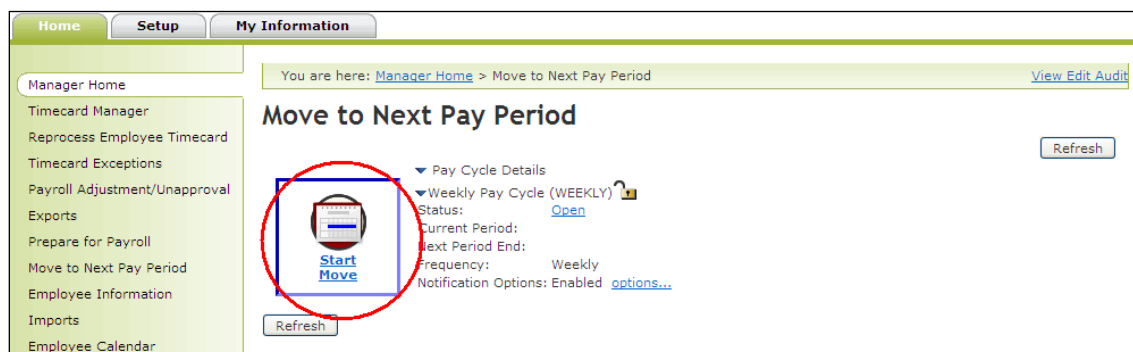 Home Setup My Information
You are here: Manager Home > Move to Next Pay Period View Edit Audit
Manager Home
Timecard Manager
Reprocess Employee Timecard
Timecard Exceptions
Payroll Adjustment/Unapproval
Exports
Prepare for Payroll
Move to Next Pay Period
Employee Information
Imports
Employee Calendar
Move to Next Pay Period
Refresh
Start
Move
Pay Cycle Details
Weekly Pay Cycle (WEEKLY)
Status: Open
Current Period:
Next Period End:
Frequency: Weekly
Notification Options: Enabled options...
Refresh